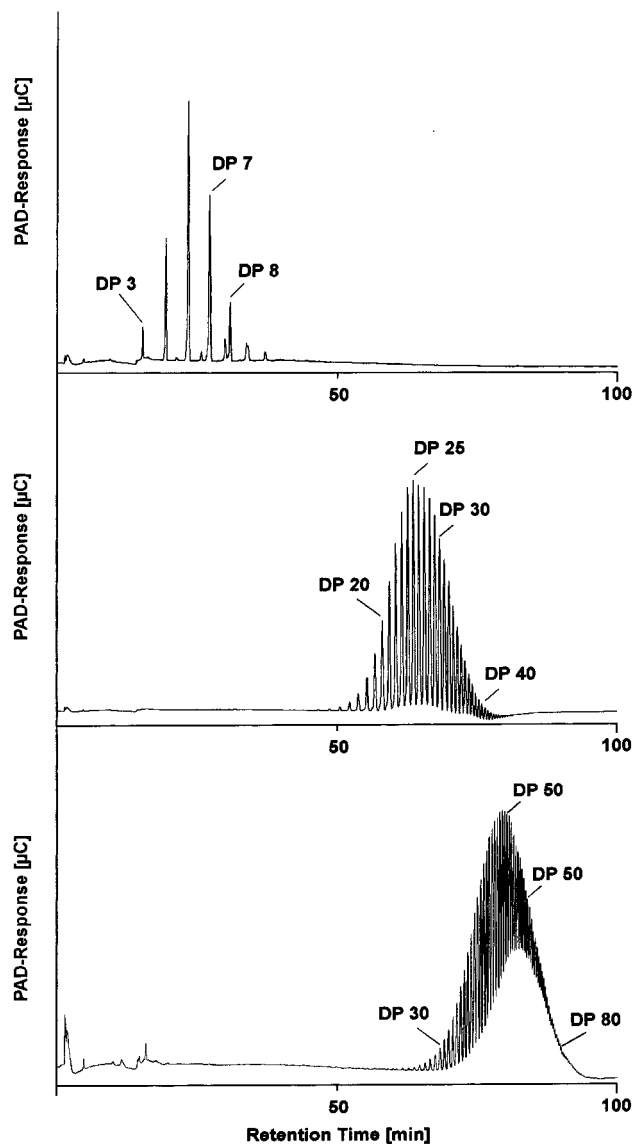 PAD-Response [µC]
DP 3
DP 7
DP 8
50
100
PAD-Response [µC]
DP 20
DP 25
DP 30
DP 40
50
100
PAD-Response [µC]
DP 30
DP 50
DP 50
DP 80
50
100
Retention Time [min]